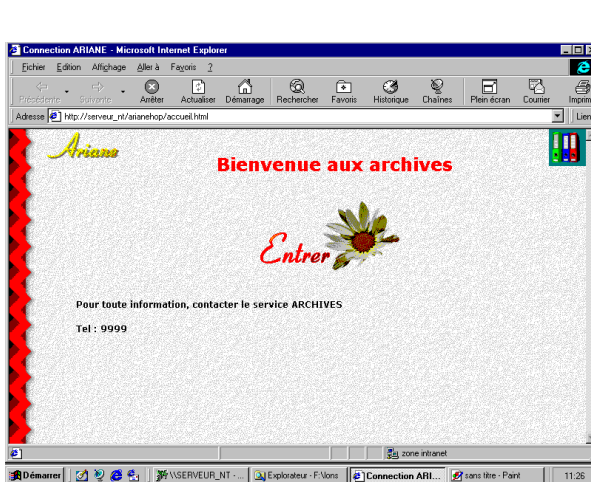 Connection ARIANE - Microsoft Internet Explorer
Fichier Edition Affichage Aller à Favoris ?
Précédente Suivante Arrêter Actualiser Démarrage Rechercher Favoris Historique Chaînes Plein écran Courrier Imprim
Adresse http://serveur_nt/arianehop/accueil.html Lien
Ariane
Bienvenue aux archives
Entrer
Pour toute information, contacter le service ARCHIVES
Tel : 9999
zone intranet
Démarrer \\SERVEUR_NT - ... Explorateur - F:\lons Connection ARI... sans titre - Paint 11:26